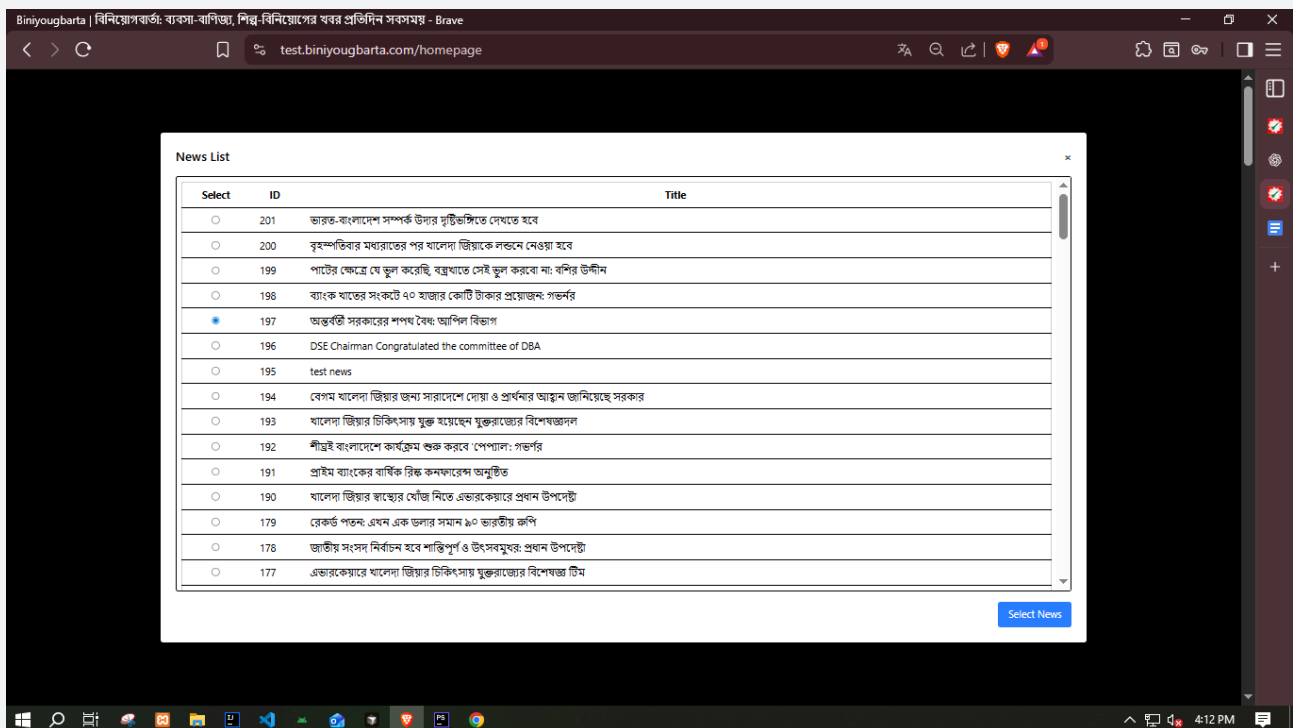 Biniyougbarta | বিনিয়োগবার্তা: ব্যবসা-বাণিজ্য, শিল্প-বিনিয়োগের খবর প্রতিদিন সবসময় - Brave
test.biniyougbarta.com/homepage
News List
×
Select ID Title
201 ভারত-বাংলাদেশ সম্পর্ক উদার দৃষ্টিভঙ্গিতে দেখতে হবে
200 বৃহস্পতিবার মধ্যরাতের পর খালেদা জিয়াকে লন্ডনে নেওয়া হবে
199 পাটের ক্ষেত্রে যে ভুল করেছি, বস্ত্রখাতে সেই ভুল করবো না: বশির উদ্দীন
198 ব্যাংক খাতের সংকটে ৭০ হাজার কোটি টাকার প্রয়োজন: গভর্নর
197 অন্তর্বর্তী সরকারের শপথ বৈধ: আপিল বিভাগ
196 DSE Chairman Congratulated the committee of DBA
195 test news
194 বেগম খালেদা জিয়ার জন্য সারাদেশে দোয়া ও প্রার্থনার আহ্বান জানিয়েছে সরকার
193 খালেদা জিয়ার চিকিৎসায় যুক্ত হয়েছেন যুক্তরাজ্যের বিশেষজ্ঞদল
192 শীঘ্রই বাংলাদেশে কার্যক্রম শুরু করবে 'পেপ্যাল': গভর্ণর
191 প্রাইম ব্যাংকের বার্ষিক রিস্ক কনফারেন্স অনুষ্ঠিত
190 খালেদা জিয়ার স্বাস্থ্যের খোঁজ নিতে এভারকেয়ারে প্রধান উপদেষ্টা
179 রেকর্ড পতন: এখন এক ডলার সমান ৯০ ভারতীয় রুপি
178 জাতীয় সংসদ নির্বাচন হবে শান্তিপূর্ণ ও উৎসবমুখর: প্রধান উপদেষ্টা
177 এভারকেয়ারে খালেদা জিয়ার চিকিৎসায় যুক্তরাজ্যের বিশেষজ্ঞ টিম
Select News
4:12 PM